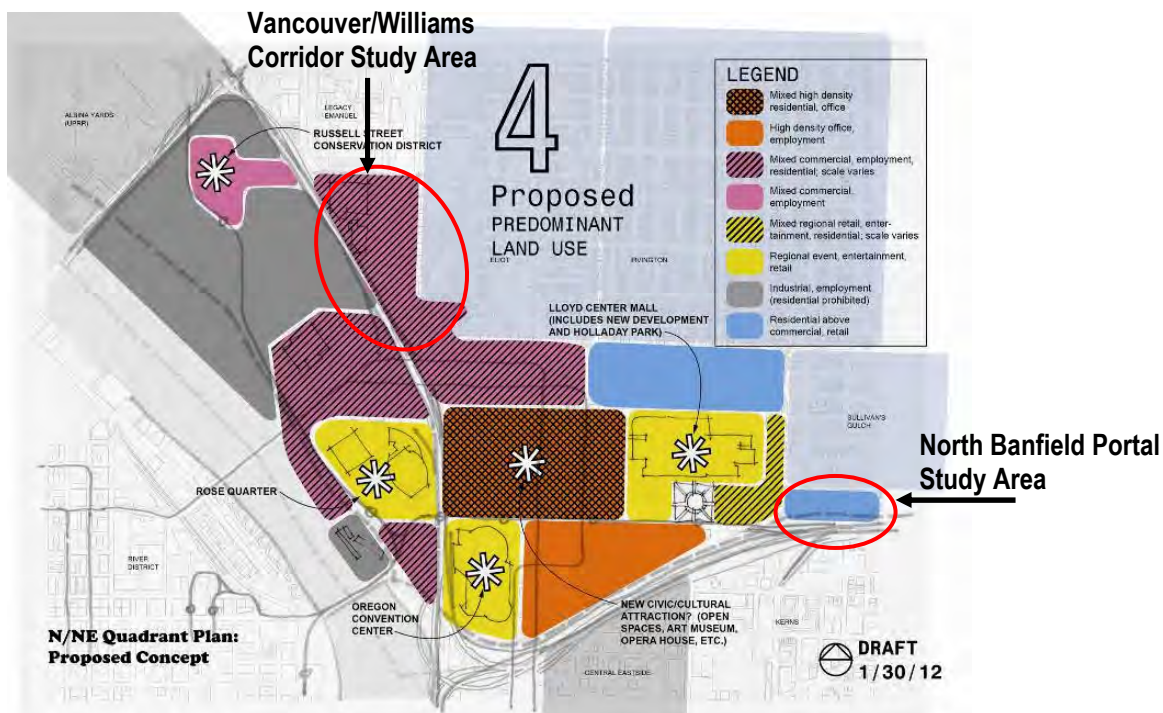 Vancouver/Williams
Corridor Study Area
ALBINA YARDS
(UPRR)
LEGACY
EMANUEL
RUSSELL STREET
CONSERVATION DISTRICT
4
Proposed
PREDOMINANT
LAND USE
ELIOT
IRVINGTON
LEGEND
Mixed high density
residential, office
High density office,
employment
Mixed commercial, employment,
residential; scale varies
Mixed commercial,
employment
Mixed regional retail, enter-
tainment, residential; scale varies
Regional event, entertainment,
retail
Industrial, employment
(residential prohibited)
Residential above
commercial, retail
LLOYD CENTER MALL
(INCLUDES NEW DEVELOPMENT
AND HOLLADAY PARK)
SULLIVAN'S
GULCH
North Banfield Portal
Study Area
ROSE QUARTER
RIVER
DISTRICT
OREGON
CONVENTION
CENTER
NEW CIVIC/CULTURAL
ATTRACTION? (OPEN
SPACES, ART MUSEUM,
OPERA HOUSE, ETC.)
KERNS
CENTRAL EASTSIDE
N/NE Quadrant Plan:
Proposed Concept
DRAFT
1/30/12